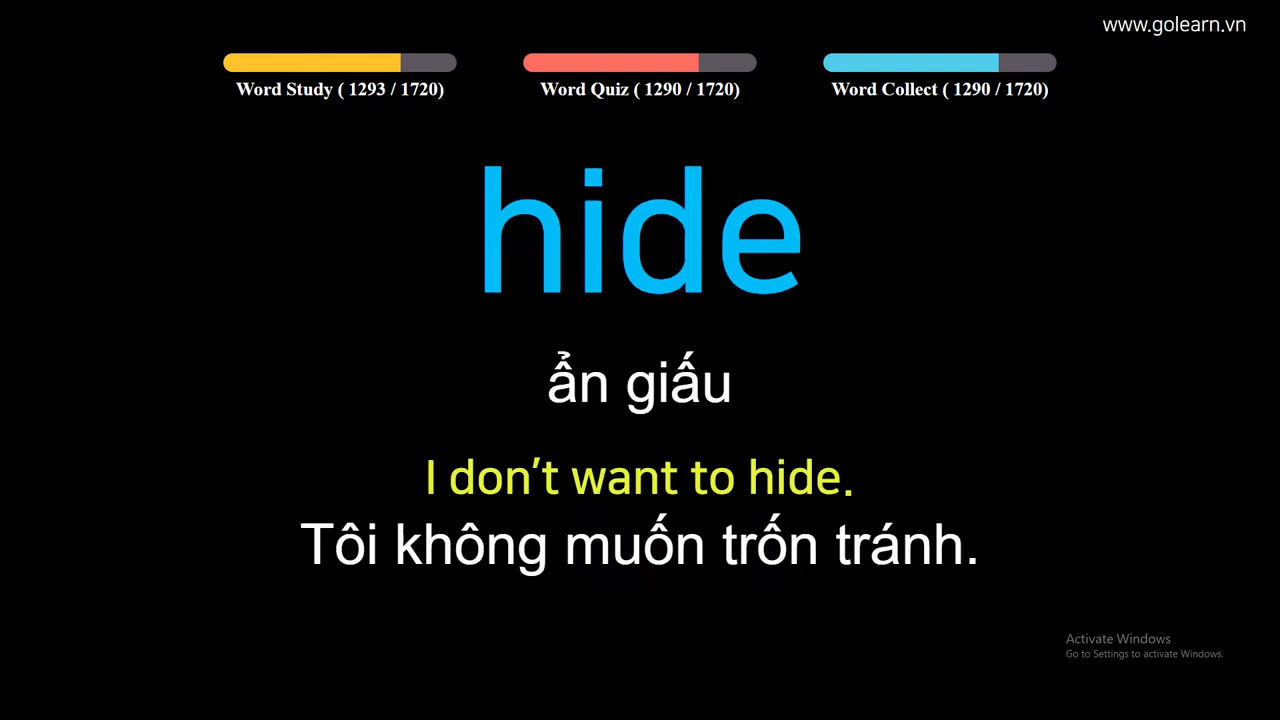 www.golearn.vn
Word Study ( 1293 / 1720)
Word Quiz ( 1290 / 1720)
Word Collect ( 1290 / 1720)
hide
ẩn giấu
I don’t want to hide.
Tôi không muốn trốn tránh.
Activate Windows
Go to Settings to activate Windows.